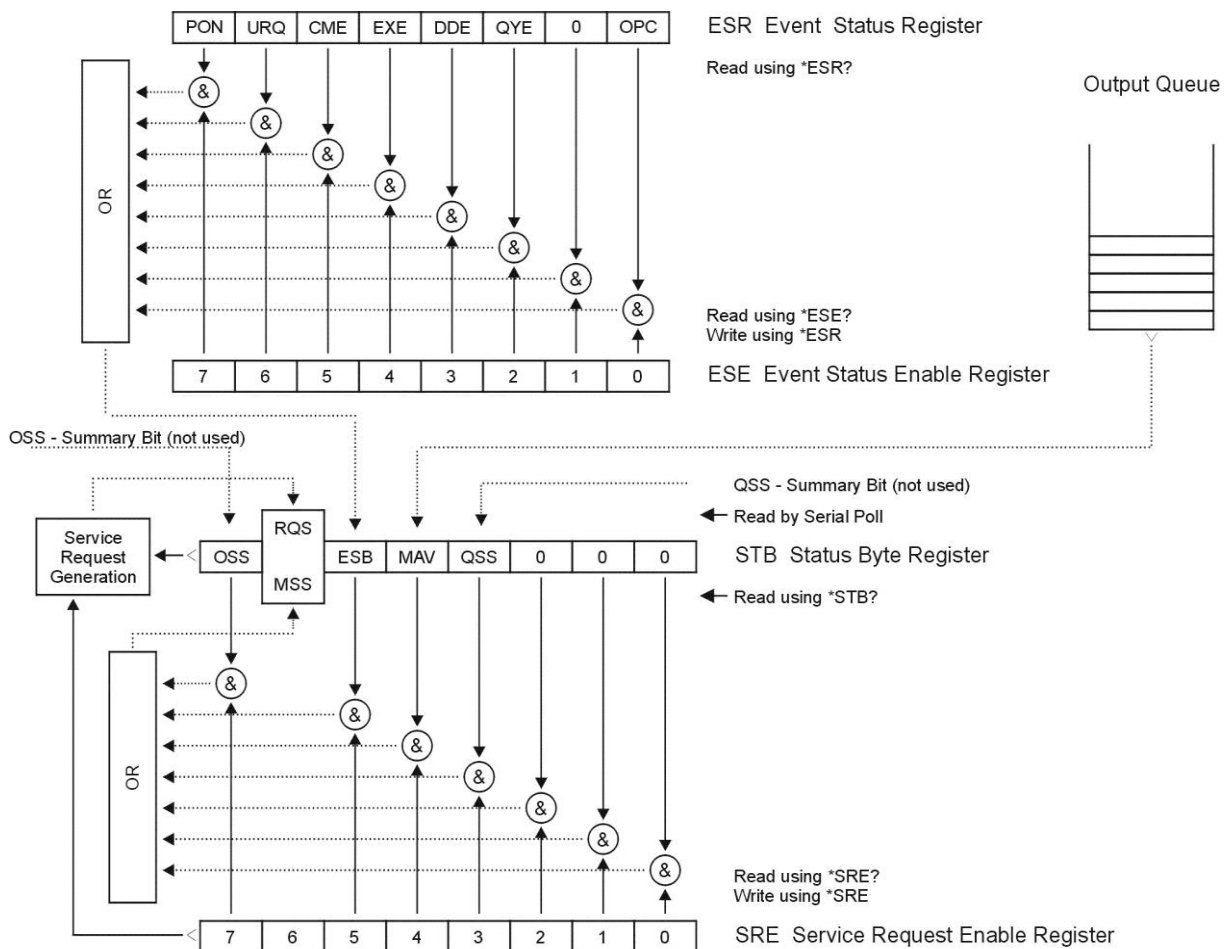 PON URQ CME EXE DDE QYE 0 OPC
ESR Event Status Register
Read using *ESR?
Output Queue
& & & & & & & &
OR
Read using *ESE?
Write using *ESR
7 6 5 4 3 2 1 0
ESE Event Status Enable Register
OSS - Summary Bit (not used)
QSS - Summary Bit (not used)
Read by Serial Poll
Service
Request
Generation
RQS
OSS ESB MAV QSS 0 0 0
MSS
STB Status Byte Register
Read using *STB?
& & & & & & &
OR
Read using *SRE?
Write using *SRE
7 6 5 4 3 2 1 0
SRE Service Request Enable Register